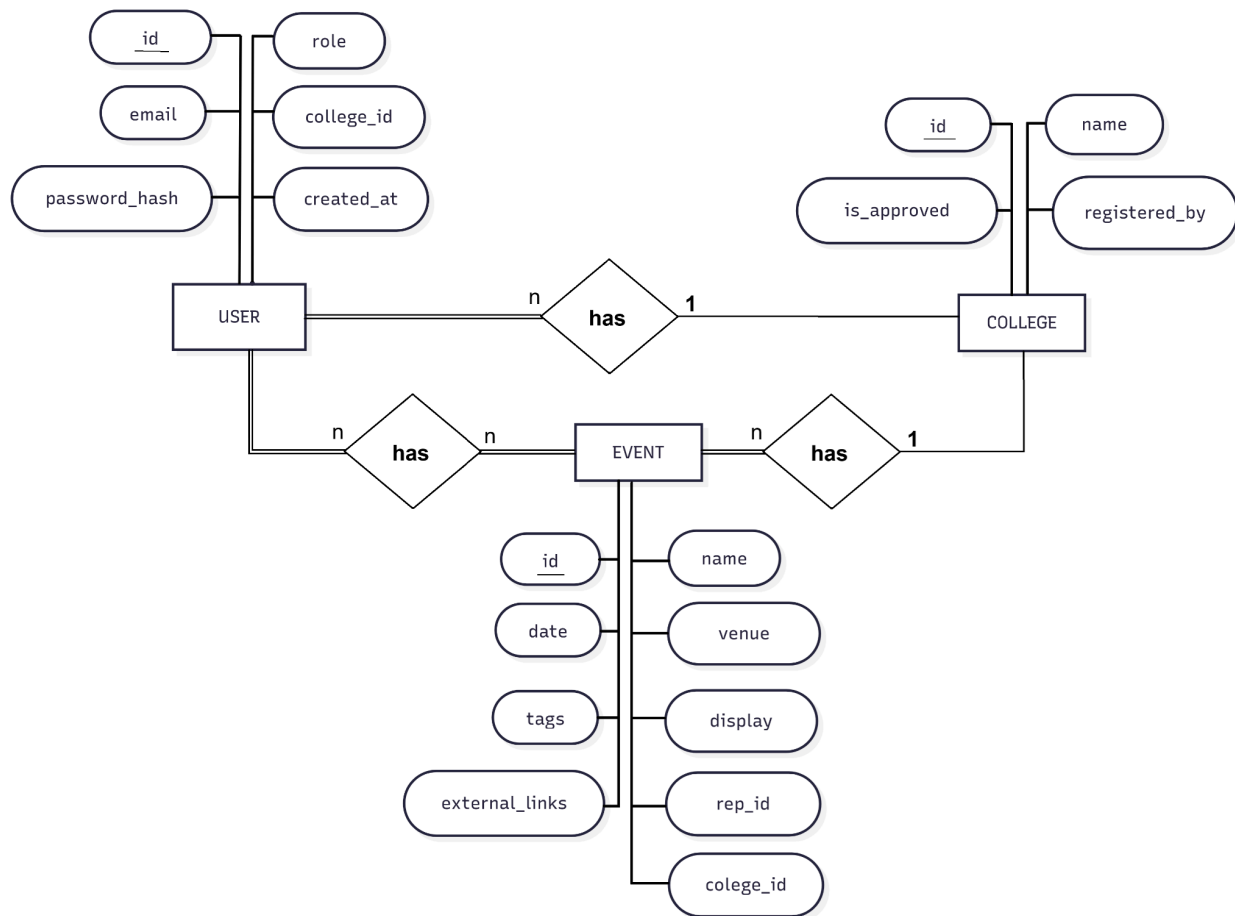 id
role
email
college_id
password_hash
created_at
id
name
is_approved
registered_by
USER
n
has
1
COLLEGE
n
has
n
EVENT
n
has
1
id
name
date
venue
tags
display
external_links
rep_id
colege_id